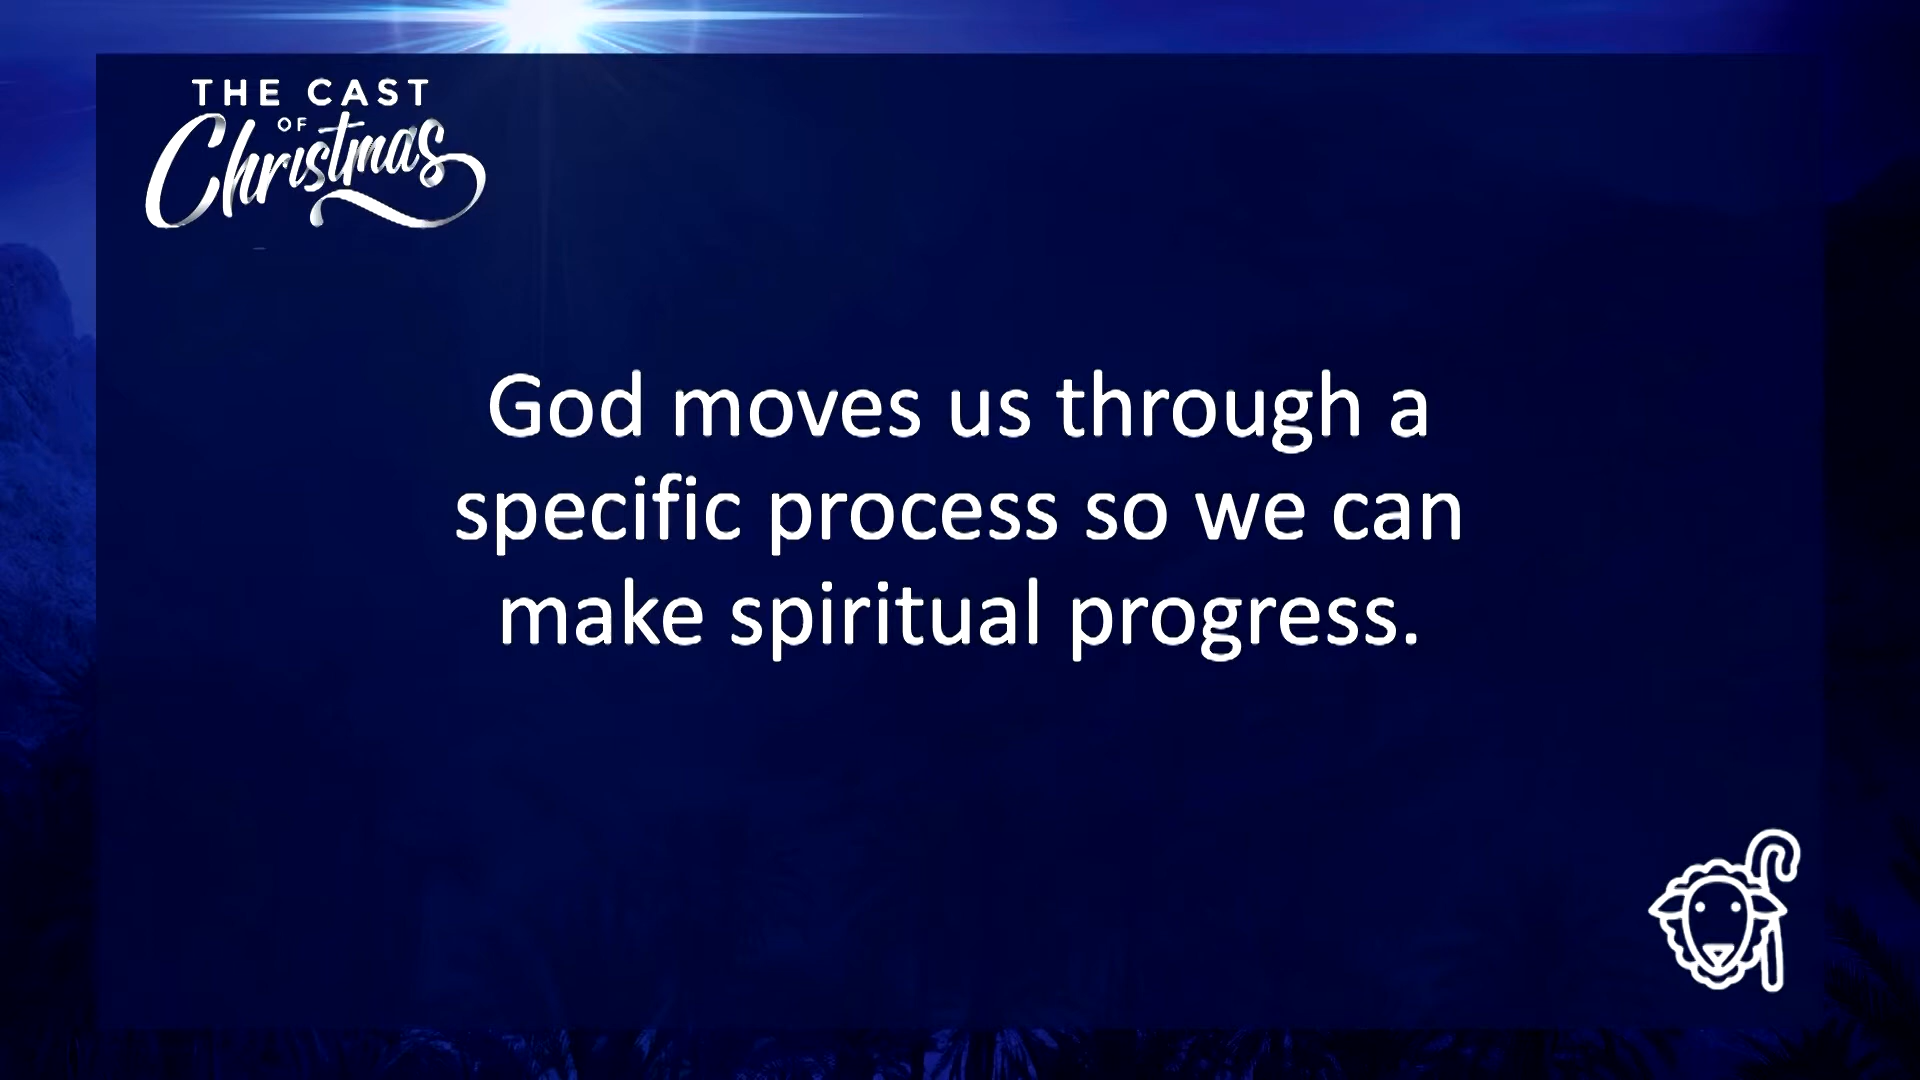 THE CAST
OF
Christmas
God moves us through a
specific process so we can
make spiritual progress.